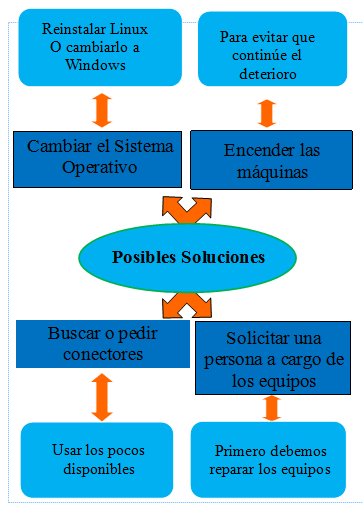 Reinstalar Linux
O cambiarlo a
Windows
Para evitar que
continúe el
deterioro
Cambiar el Sistema
Operativo
Encender las
máquinas
Posibles Soluciones
Buscar o pedir
conectores
Solicitar una
persona a cargo de
los equipos
Usar los pocos
disponibles
Primero debemos
reparar los equipos